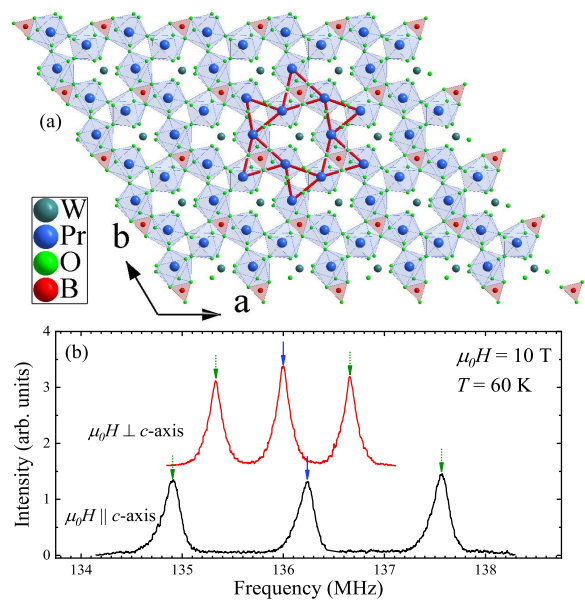 (a)
W
Pr
O
B
b
a
(b)
μ₀H = 10 T
T = 60 K
μ₀H ⊥ c-axis
μ₀H || c-axis
4
3
2
1
0
Intensity (arb. units)
134 135 136 137 138
Frequency (MHz)